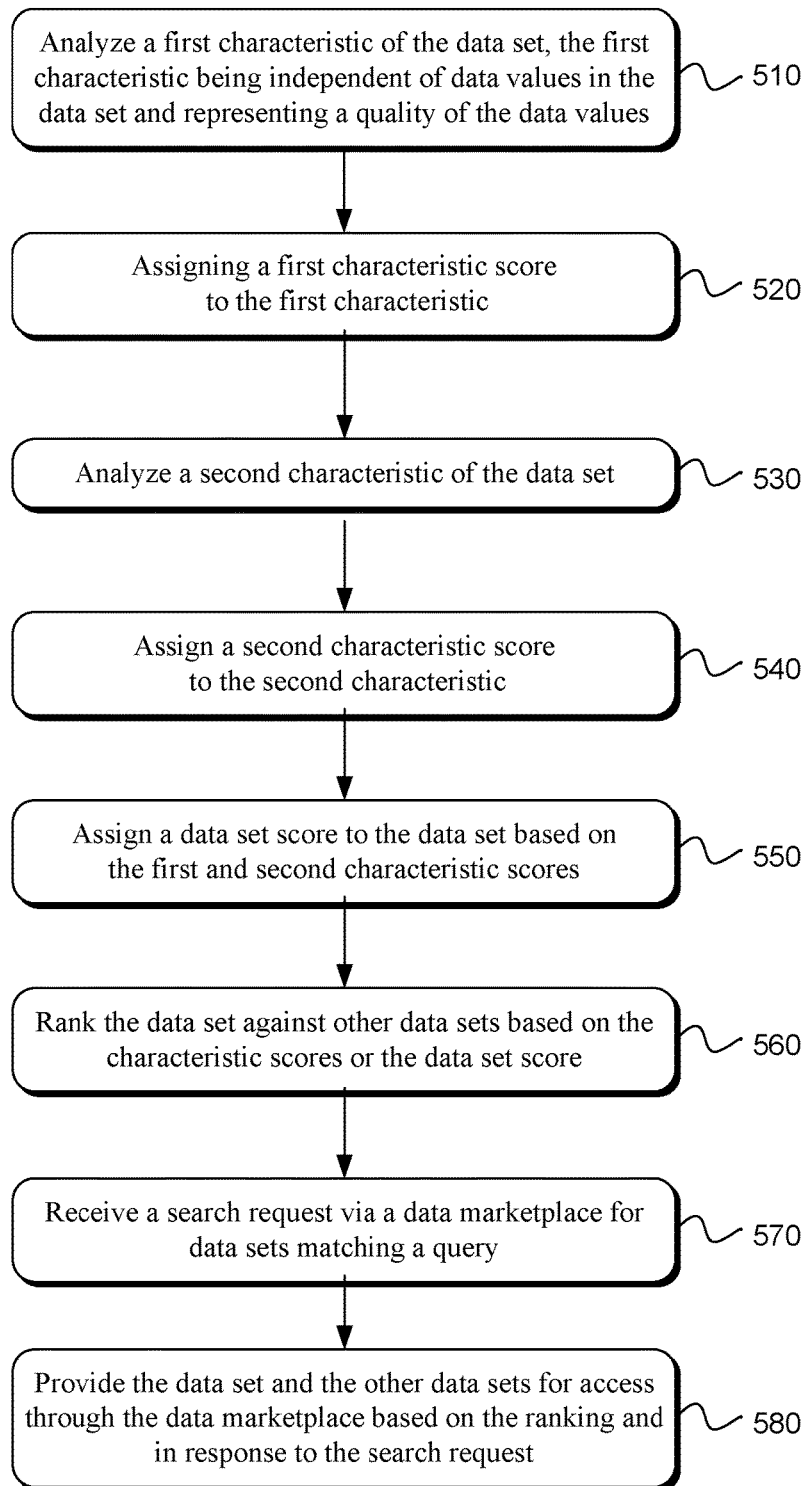 Analyze a first characteristic of the data set, the first
characteristic being independent of data values in the
data set and representing a quality of the data values
510
Assigning a first characteristic score
to the first characteristic
520
Analyze a second characteristic of the data set
530
Assign a second characteristic score
to the second characteristic
540
Assign a data set score to the data set based on
the first and second characteristic scores
550
Rank the data set against other data sets based on the
characteristic scores or the data set score
560
Receive a search request via a data marketplace for
data sets matching a query
570
Provide the data set and the other data sets for access
through the data marketplace based on the ranking and
in response to the search request
580